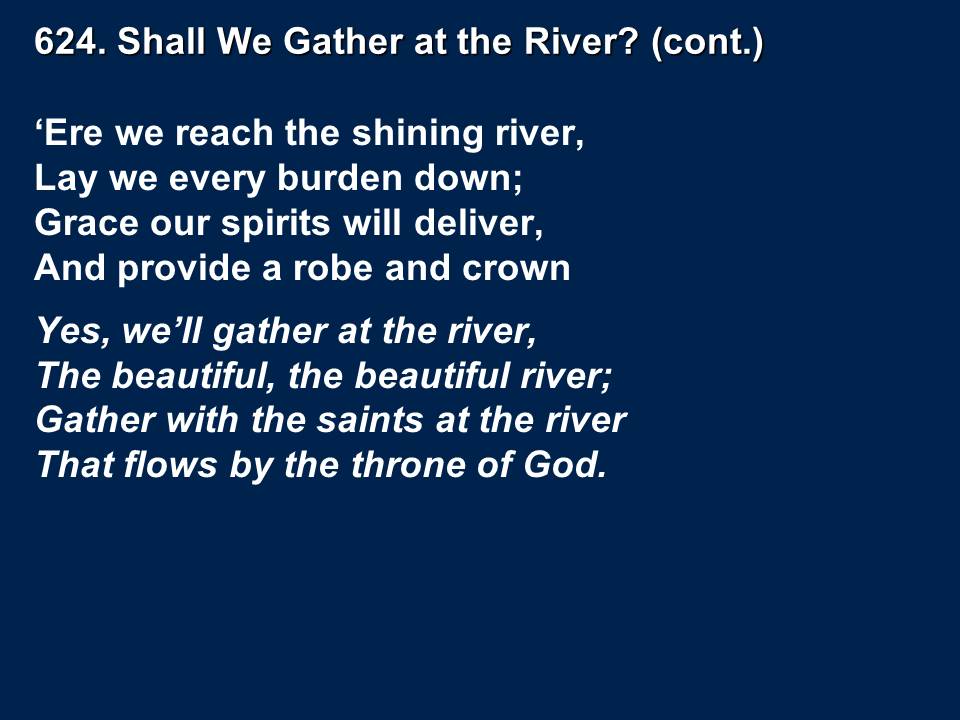 624. Shall We Gather at the River? (cont.)
‘Ere we reach the shining river,
Lay we every burden down;
Grace our spirits will deliver,
And provide a robe and crown
Yes, we’ll gather at the river,
The beautiful, the beautiful river;
Gather with the saints at the river
That flows by the throne of God.